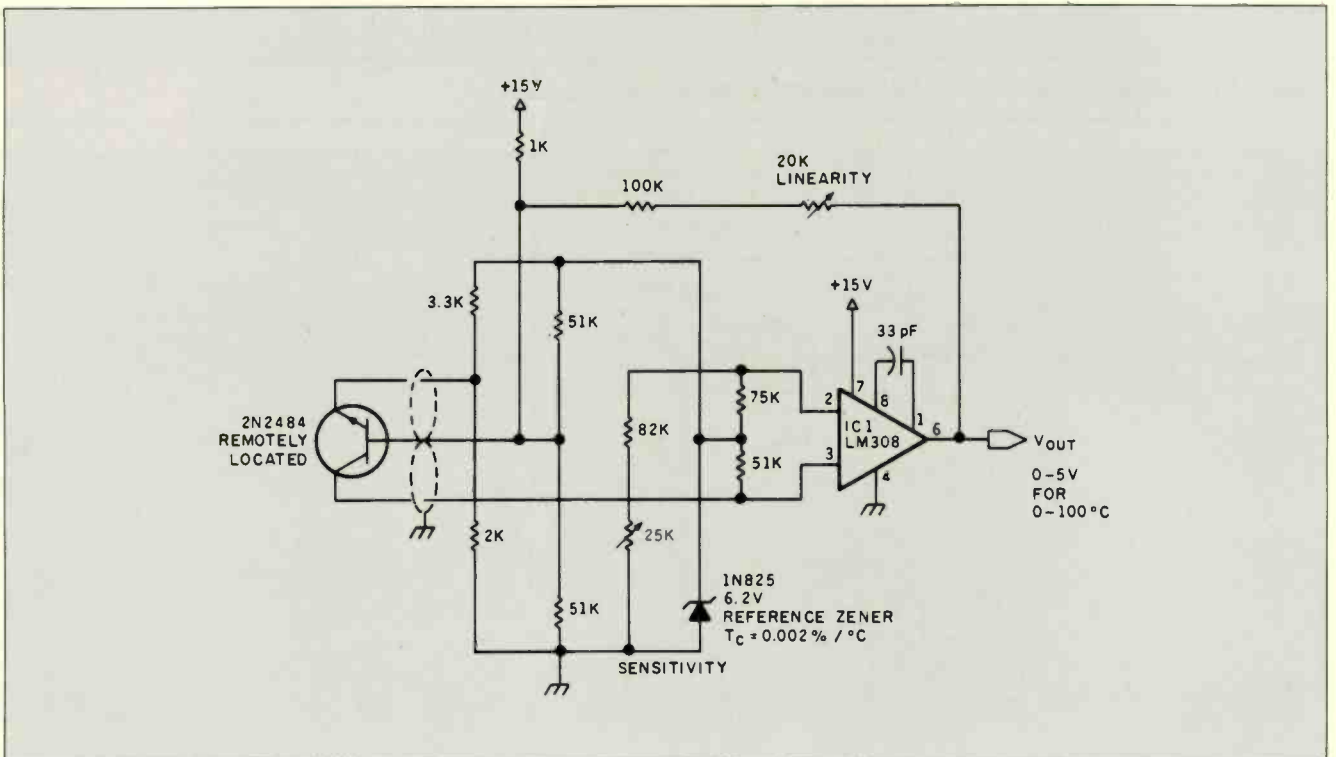 +15V
1K
20K
LINEARITY
100K
+15V
3.3K
51K
33 pF
7
8
1
75K
2
6
2N2484
REMOTELY
LOCATED
82K
IC1
LM308
VOUT
3
51K
4
0-5V
FOR
0-100°C
2K
25K
1N825
6.2V
REFERENCE ZENER
TC = 0.002% / °C
51K
SENSITIVITY